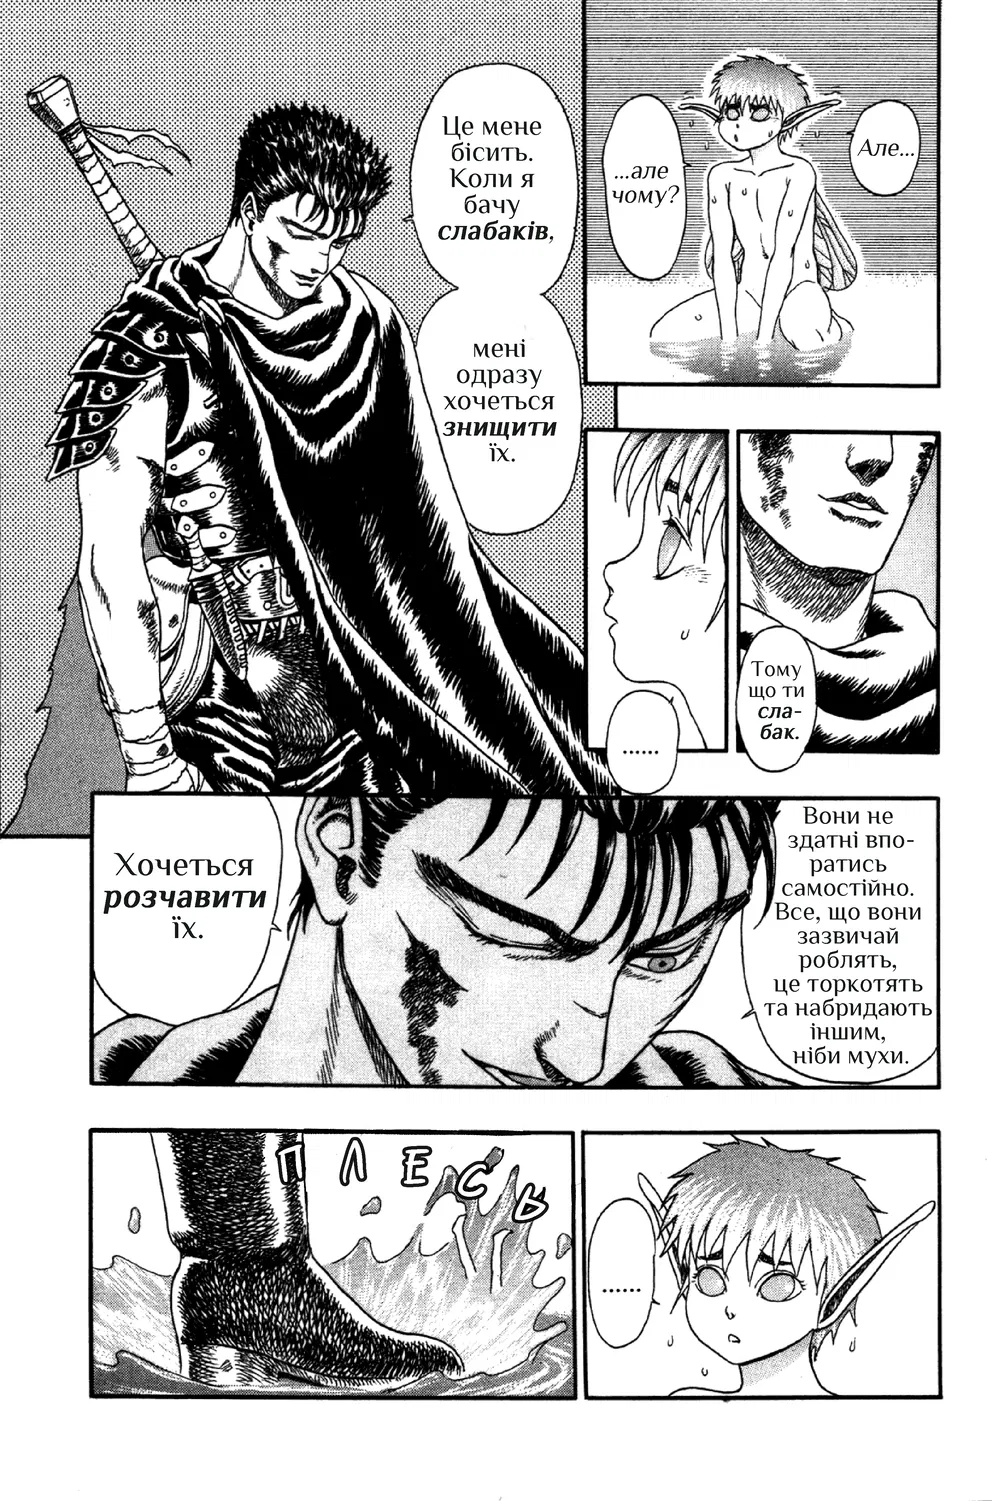 Але...
...але
чому?
Тому
що ти
сла-
бак.
......
Це мене
бісить.
Коли я
бачу
слабаків,
мені
одразу
хочеться
знищити
їх.
Вони не
здатні впо-
ратись
самостійно.
Все, що вони
зазвичай
роблять,
це торкотять
та набридають
іншим,
ніби мухи.
Хочеться
розчавити
їх.
......
ПЛЕСЬ